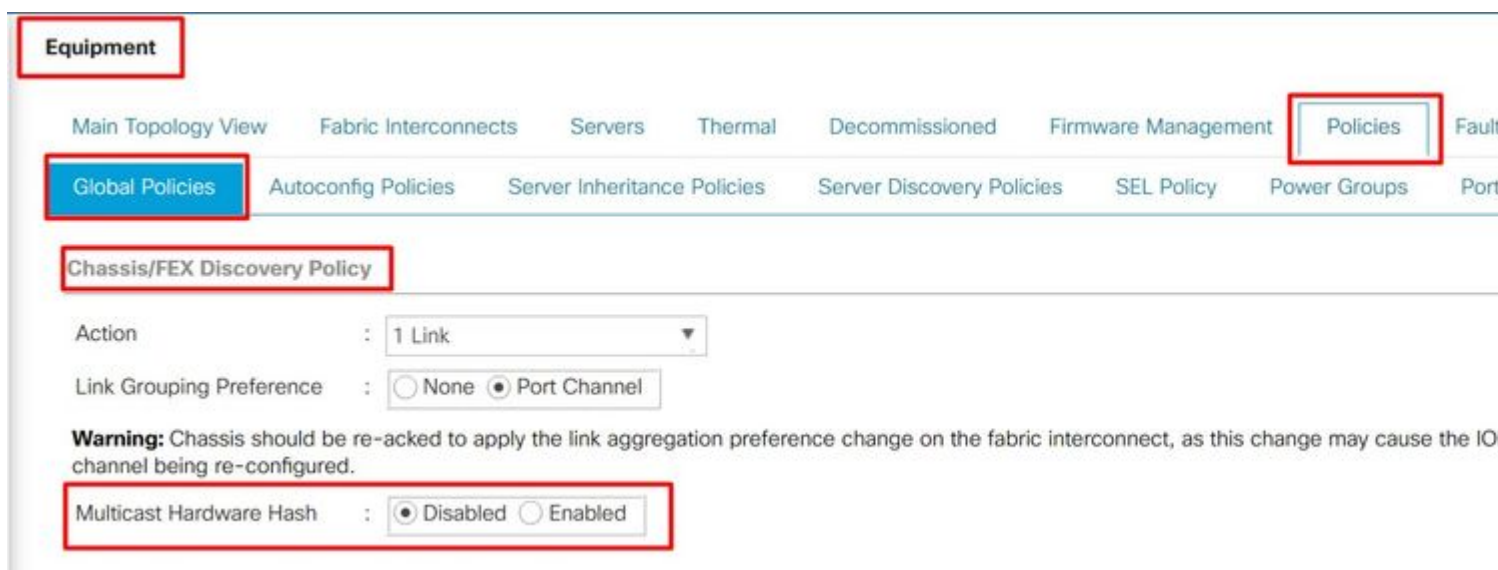 Equipment
Main Topology View Fabric Interconnects Servers Thermal Decommissioned Firmware Management Policies Fault
Global Policies Autoconfig Policies Server Inheritance Policies Server Discovery Policies SEL Policy Power Groups Port
Chassis/FEX Discovery Policy
Action : 1 Link
Link Grouping Preference : None Port Channel
Warning: Chassis should be re-acked to apply the link aggregation preference change on the fabric interconnect, as this change may cause the IO
channel being re-configured.
Multicast Hardware Hash : Disabled Enabled